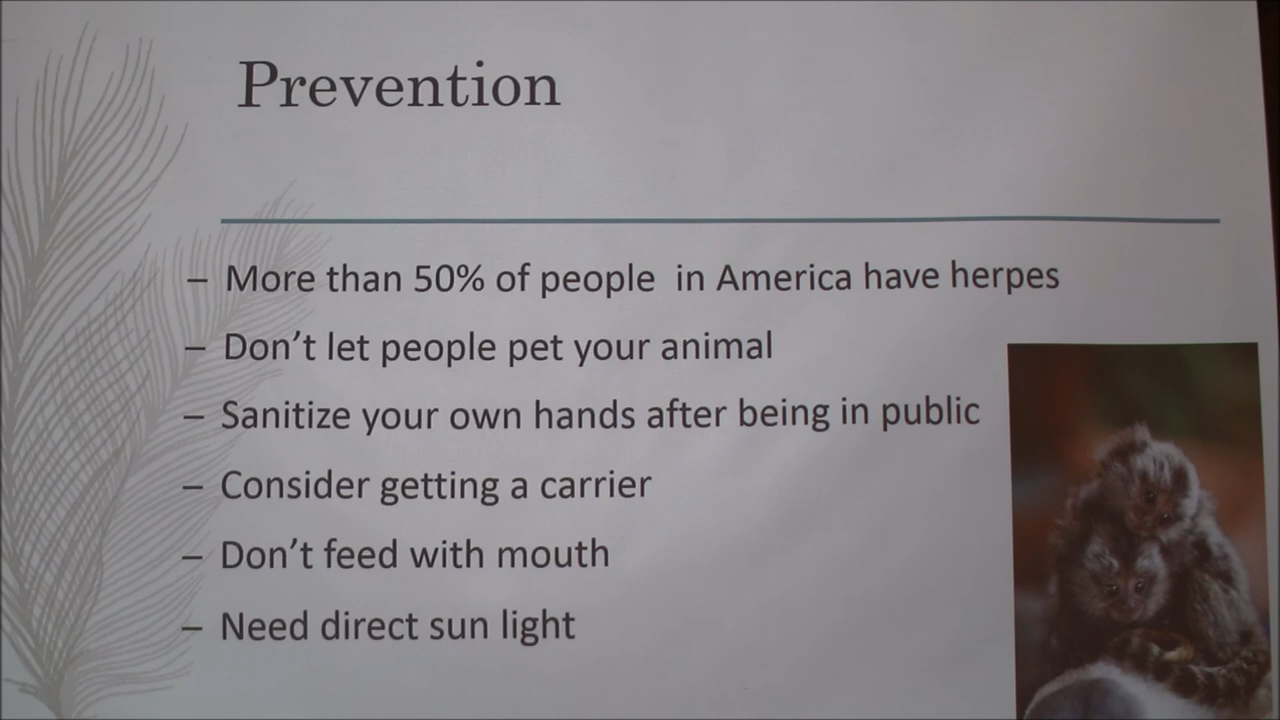 Prevention
– More than 50% of people  in America have herpes
– Don’t let people pet your animal
– Sanitize your own hands after being in public
– Consider getting a carrier
– Don’t feed with mouth
– Need direct sun light